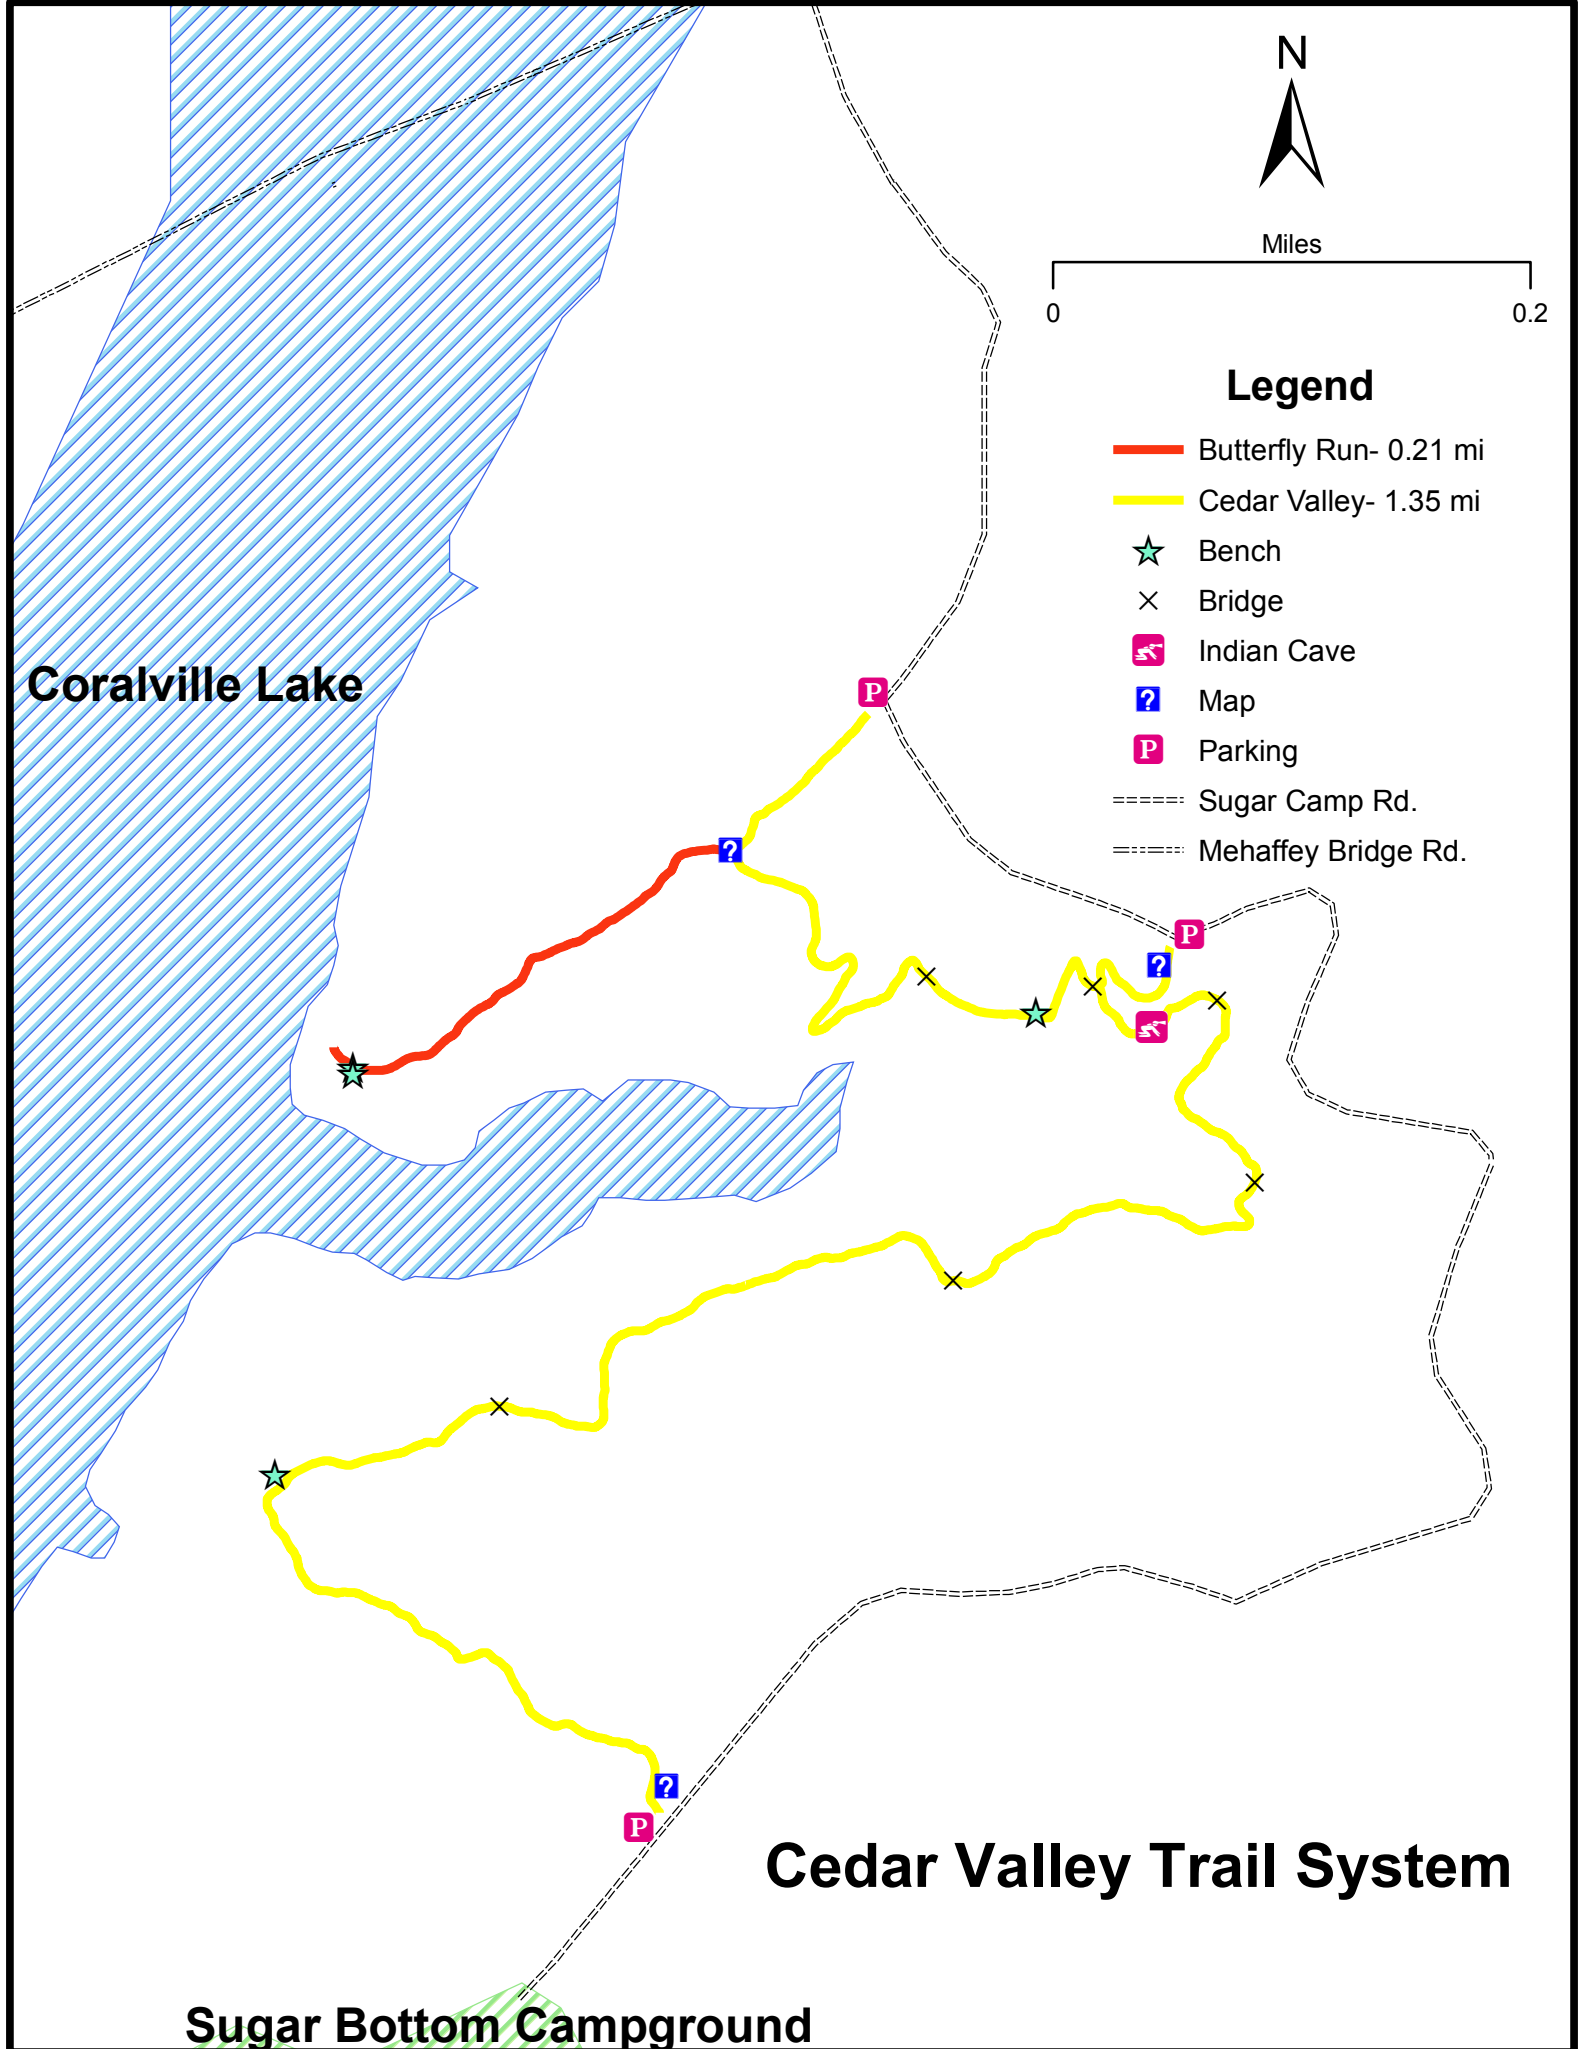 N
Miles
0
0.2
Legend
Butterfly Run- 0.21 mi
Cedar Valley- 1.35 mi
Bench
Bridge
Indian Cave
? Map
P Parking
Sugar Camp Rd.
Mehaffey Bridge Rd.
Coralville Lake
P
?
P
?
?
P
Cedar Valley Trail System
Sugar Bottom Campground